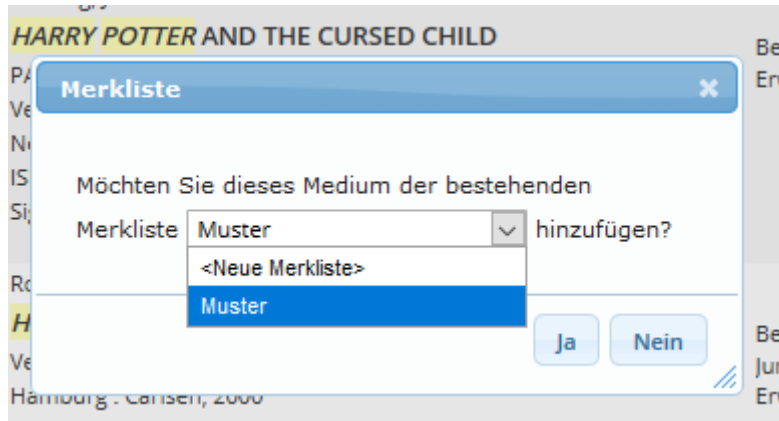 HARRY POTTER AND THE CURSED CHILD
Merkliste
Möchten Sie dieses Medium der bestehenden
Merkliste Muster hinzufügen?
<Neue Merkliste>
Muster
Ja Nein
Hamburg : Carlsen, 2000